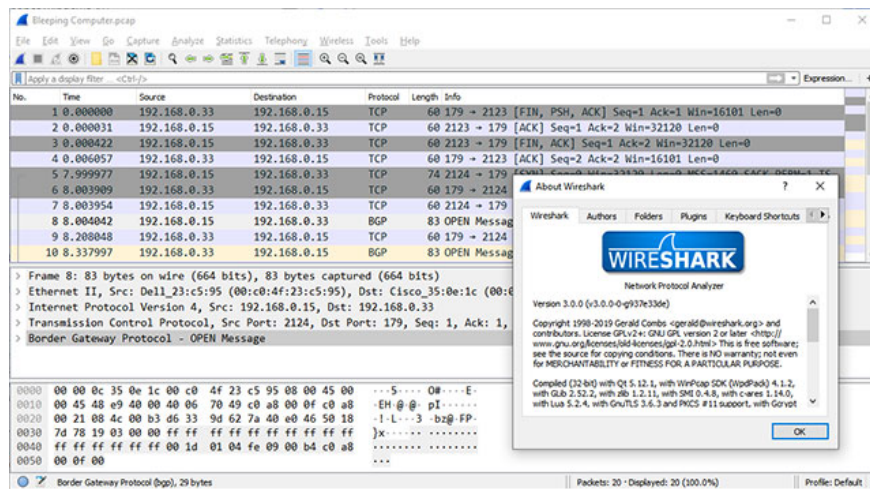 Bleeping Computer.pcap
File Edit View Go Capture Analyze Statistics Telephony Wireless Tools Help
Apply a display filter ... <Ctrl-/>
Expression...
No. Time Source Destination Protocol Length Info
1 0.000000 192.168.0.33 192.168.0.15 TCP 60 179 → 2123 [FIN, PSH, ACK] Seq=1 Ack=1 Win=16101 Len=0
2 0.000031 192.168.0.15 192.168.0.33 TCP 60 2123 → 179 [ACK] Seq=1 Ack=2 Win=32120 Len=0
3 0.000422 192.168.0.15 192.168.0.33 TCP 60 2123 → 179 [FIN, ACK] Seq=1 Ack=2 Win=32120 Len=0
4 0.006057 192.168.0.33 192.168.0.15 TCP 60 179 → 2123 [ACK] Seq=2 Ack=2 Win=16101 Len=0
5 7.999977 192.168.0.15 192.168.0.33 TCP 74 2124 → 179 [SYN] Seq=0 Win=32120 Len=0 MSS=1460 SACK_PERM=1 TS
6 8.003909 192.168.0.33 192.168.0.15 TCP 60 179 → 2124
7 8.003954 192.168.0.15 192.168.0.33 TCP 60 2124 → 179
8 8.004042 192.168.0.15 192.168.0.33 BGP 83 OPEN Messag
9 8.208048 192.168.0.33 192.168.0.15 TCP 60 179 → 2124
10 8.337997 192.168.0.33 192.168.0.15 BGP 83 OPEN Messag
Frame 8: 83 bytes on wire (664 bits), 83 bytes captured (664 bits)
Ethernet II, Src: Dell_23:c5:95 (00:c0:4f:23:c5:95), Dst: Cisco_35:0e:1c (00:0
Internet Protocol Version 4, Src: 192.168.0.15, Dst: 192.168.0.33
Transmission Control Protocol, Src Port: 2124, Dst Port: 179, Seq: 1, Ack: 1,
Border Gateway Protocol - OPEN Message
0000 00 00 0c 35 0e 1c 00 c0 4f 23 c5 95 08 00 45 00 ···5···· O#····E·
0010 00 45 48 e9 40 00 40 06 70 49 c0 a8 00 0f c0 a8 ·EH·@·@· pI······
0020 00 21 08 4c 00 b3 d6 33 9d 62 7a 40 e0 46 50 18 ·!·L···3 ·bz@·FP·
0030 7d 78 19 03 00 00 ff ff ff ff ff ff ff ff ff ff }x······ ········
0040 ff ff ff ff ff ff 00 1d 01 04 fe 09 00 b4 c0 a8 ········ ········
0050 00 0f 00 ···
Border Gateway Protocol (bgp), 29 bytes
Packets: 20 · Displayed: 20 (100.0%)
Profile: Default
About Wireshark
Wireshark Authors Folders Plugins Keyboard Shortcuts
WIRESHARK
Network Protocol Analyzer
Version 3.0.0 (v3.0.0-0-g937e33de)
Copyright 1998-2019 Gerald Combs <gerald@wireshark.org> and
contributors. License GPLv2+: GNU GPL version 2 or later <http://
www.gnu.org/licenses/old-licenses/gpl-2.0.html> This is free software;
see the source for copying conditions. There is NO warranty; not even
for MERCHANTABILITY or FITNESS FOR A PARTICULAR PURPOSE.
Compiled (32-bit) with Qt 5.12.1, with WinPcap SDK (WpdPack) 4.1.2,
with GLib 2.52.2, with zlib 1.2.11, with SMI 0.4.8, with c-ares 1.14.0,
with Lua 5.2.4, with GnuTLS 3.6.3 and PKCS #11 support, with Gcrypt
OK